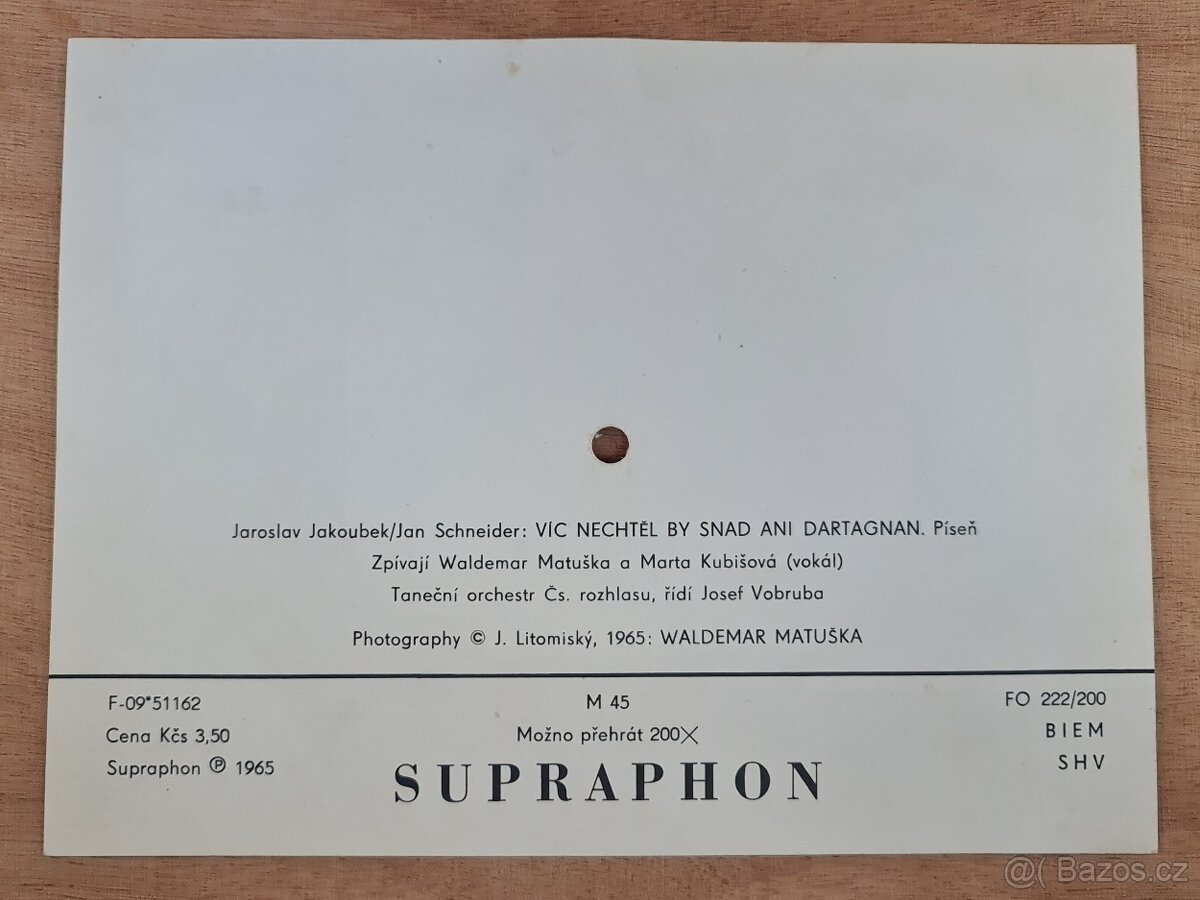 Jaroslav Jakoubek/Jan Schneider: VÍC NECHTĚL BY SNAD ANI DARTAGNAN. Píseň
Zpívají Waldemar Matuška a Marta Kubišová (vokál)
Taneční orchestr Čs. rozhlasu, řídí Josef Vobruba
Photography © J. Litomiský, 1965: WALDEMAR MATUŠKA
F-09*51162
Cena Kčs 3,50
Supraphon ℗ 1965
M 45
Možno přehrát 200X
SUPRAPHON
FO 222/200
BIEM
SHV
@( Bazos.cz